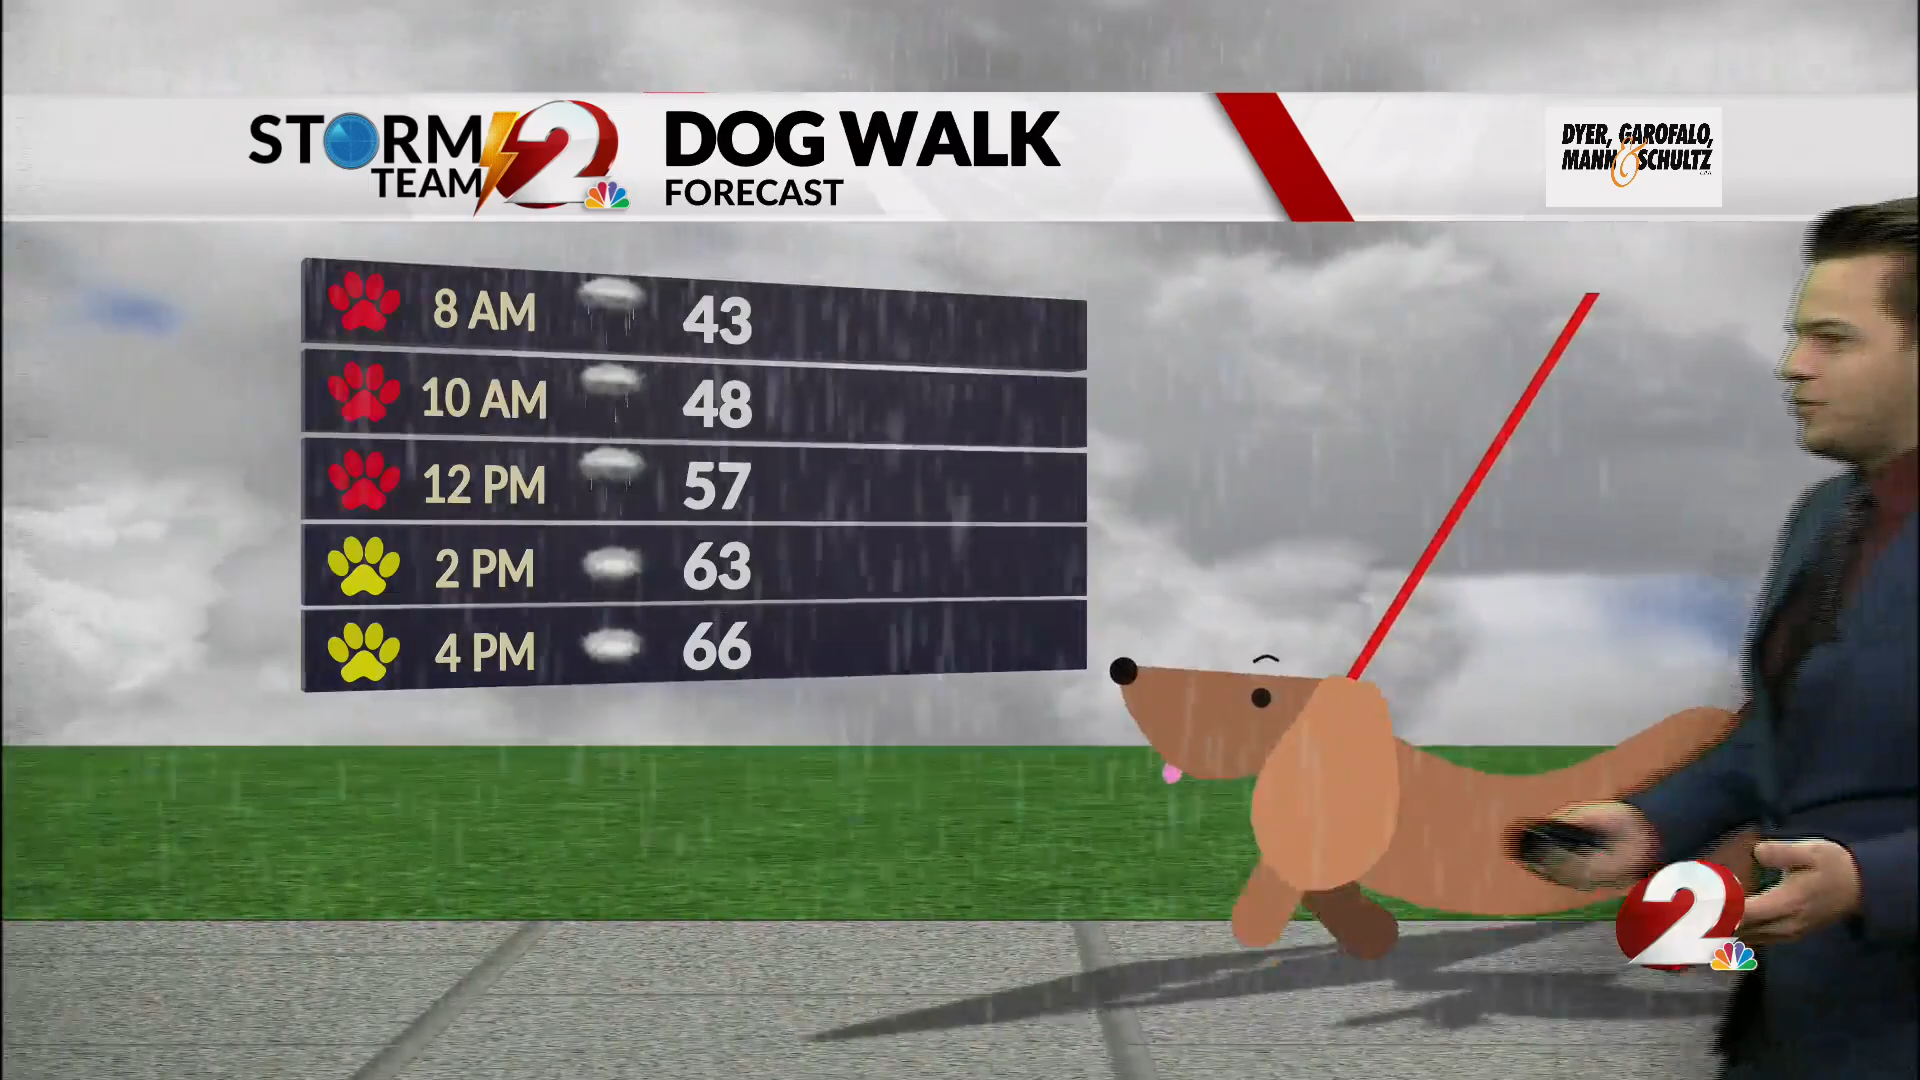 STORM
TEAM
2
DOG WALK
FORECAST
DYER, GAROFALO,
MANN & SCHULTZ
8 AM 43
10 AM 48
12 PM 57
2 PM 63
4 PM 66
2